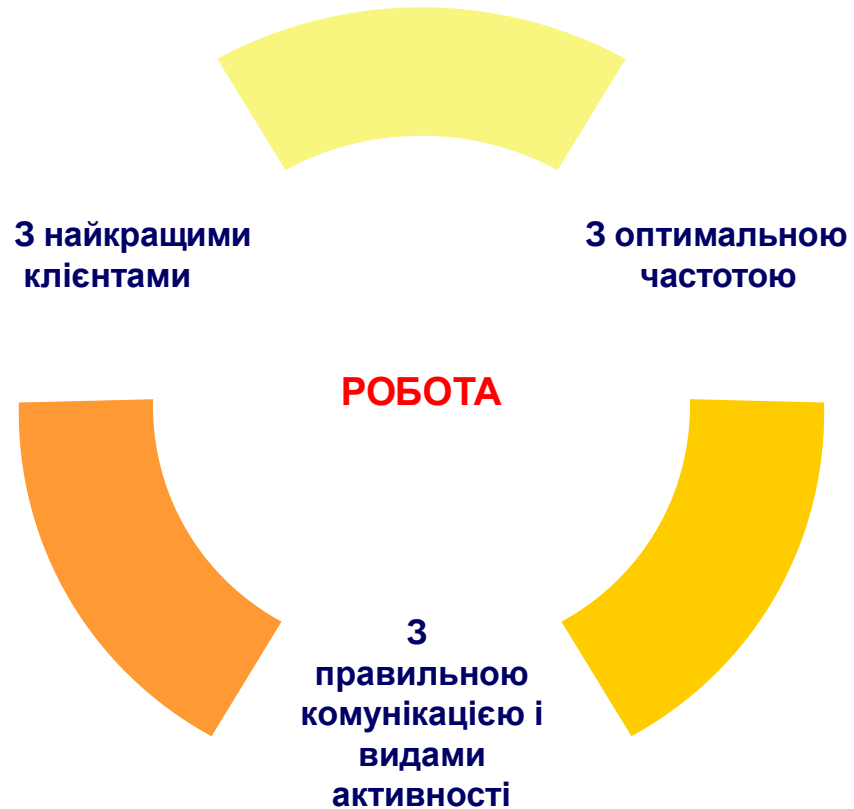 З найкращими
клієнтами
З оптимальною
частотою
РОБОТА
З
правильною
комунікацією і
видами
активності